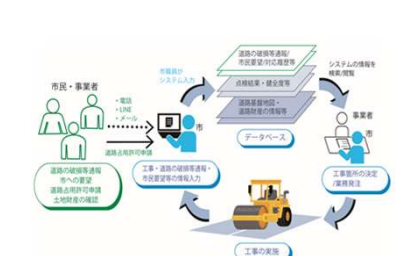 市民・事業者
・電話
・LINE
・メール
道路占用許可申請
道路の破損等通報
市への要望
道路占用許可申請
土地財産の確認
市職員が
システム入力
市
工事・道路の破損等通報・
市民要望等の情報入力
道路の破損等通報/
市民要望/対応履歴等
点検結果・健全度等
道路基盤地図・
道路財産の情報等
データベース
システムの情報を
検索/閲覧
事業者
市
工事箇所の決定
/業務発注
工事の実施